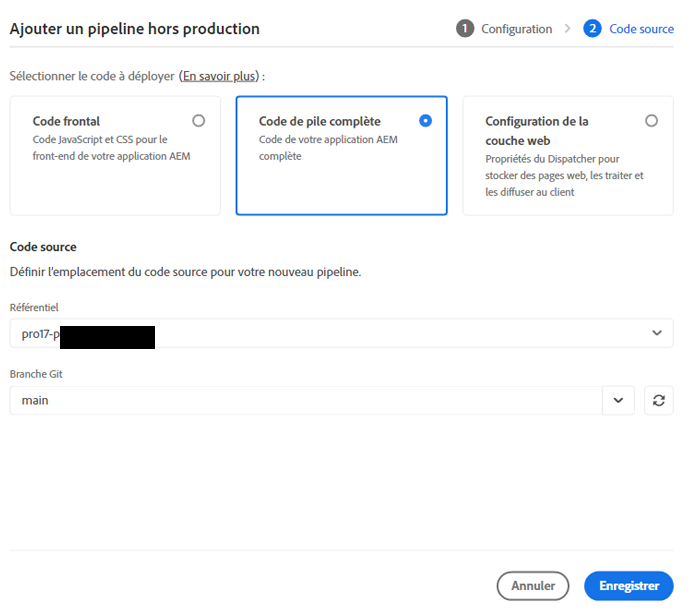 Ajouter un pipeline hors production
1 Configuration
2 Code source
Sélectionner le code à déployer (En savoir plus) :
Code frontal
Code JavaScript et CSS pour le
front-end de votre application AEM
Code de pile complète
Code de votre application AEM
complète
Configuration de la
couche web
Propriétés du Dispatcher pour
stocker des pages web, les traiter et
les diffuser au client
Code source
Définir l'emplacement du code source pour votre nouveau pipeline.
Référentiel
pro17-p
Branche Git
main
Annuler
Enregistrer